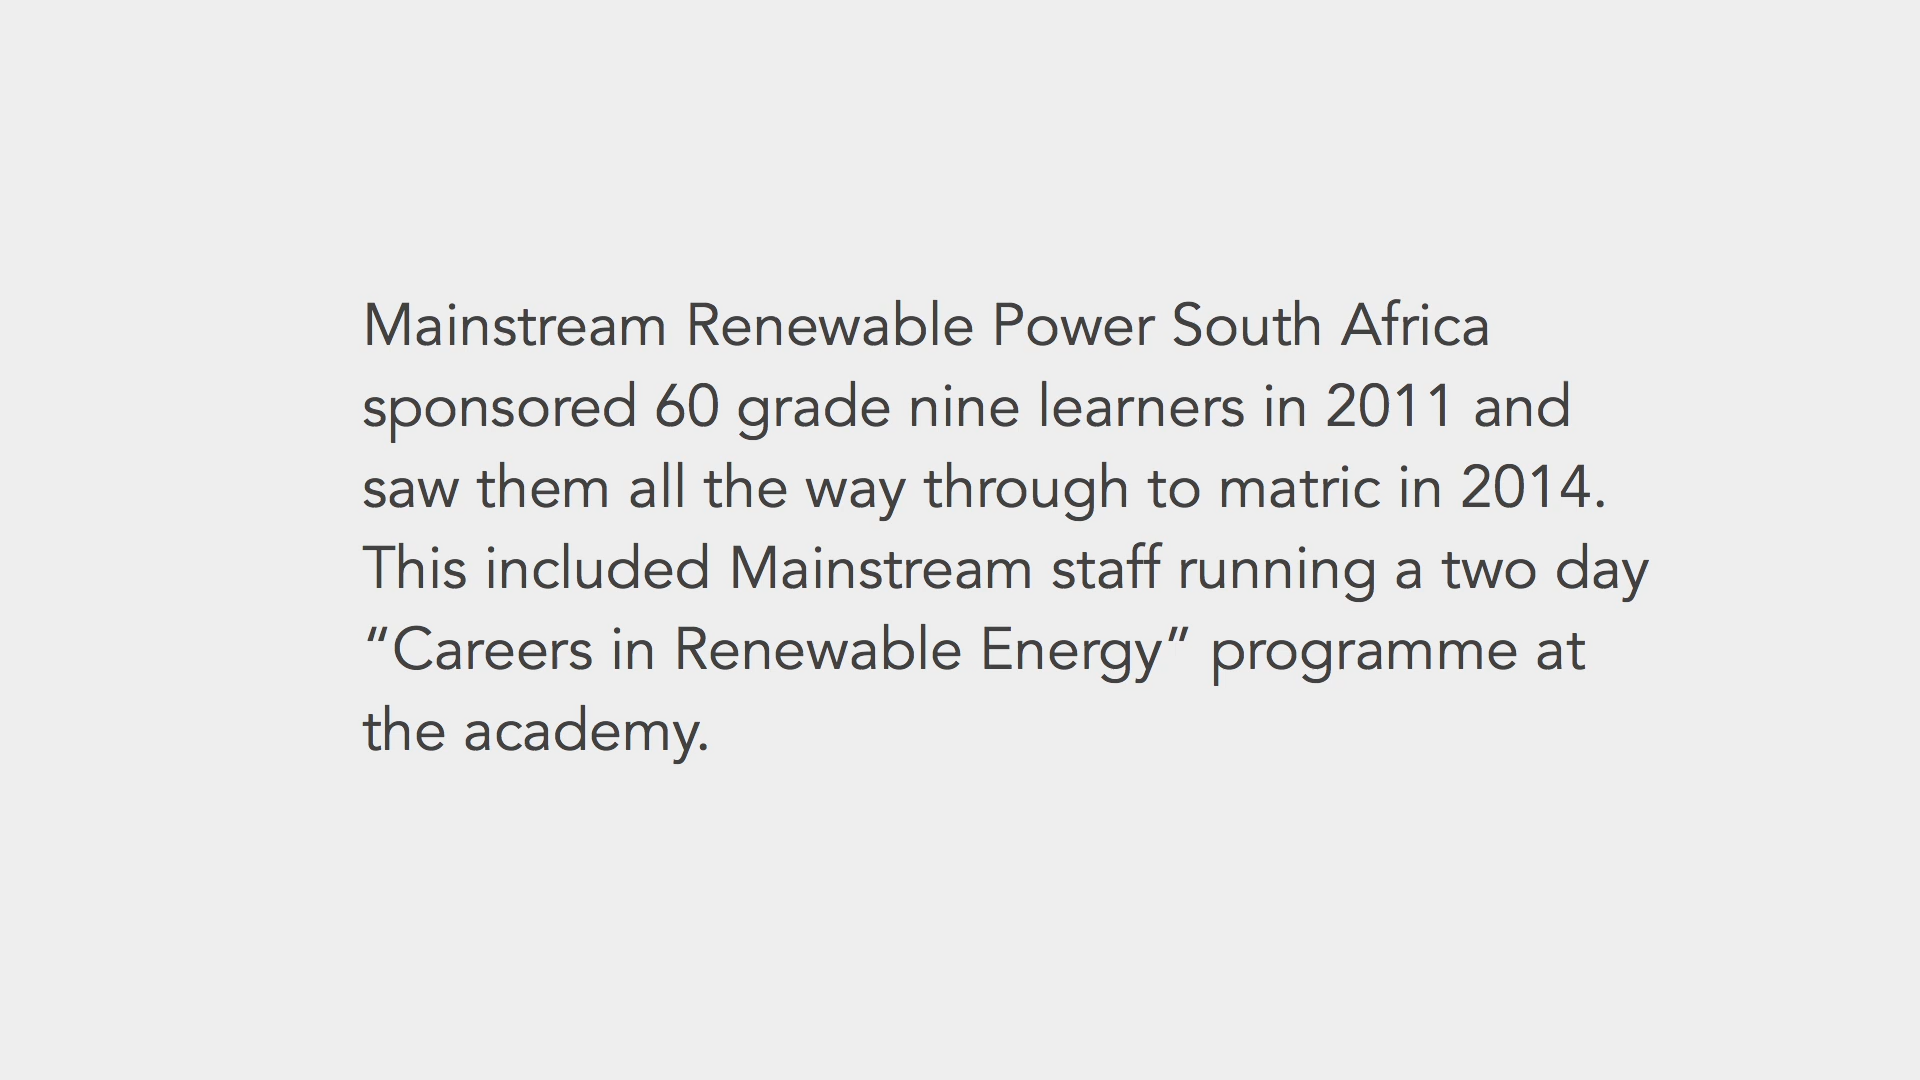 Mainstream Renewable Power South Africa
sponsored 60 grade nine learners in 2011 and
saw them all the way through to matric in 2014.
This included Mainstream staff running a two day
“Careers in Renewable Energy” programme at
the academy.